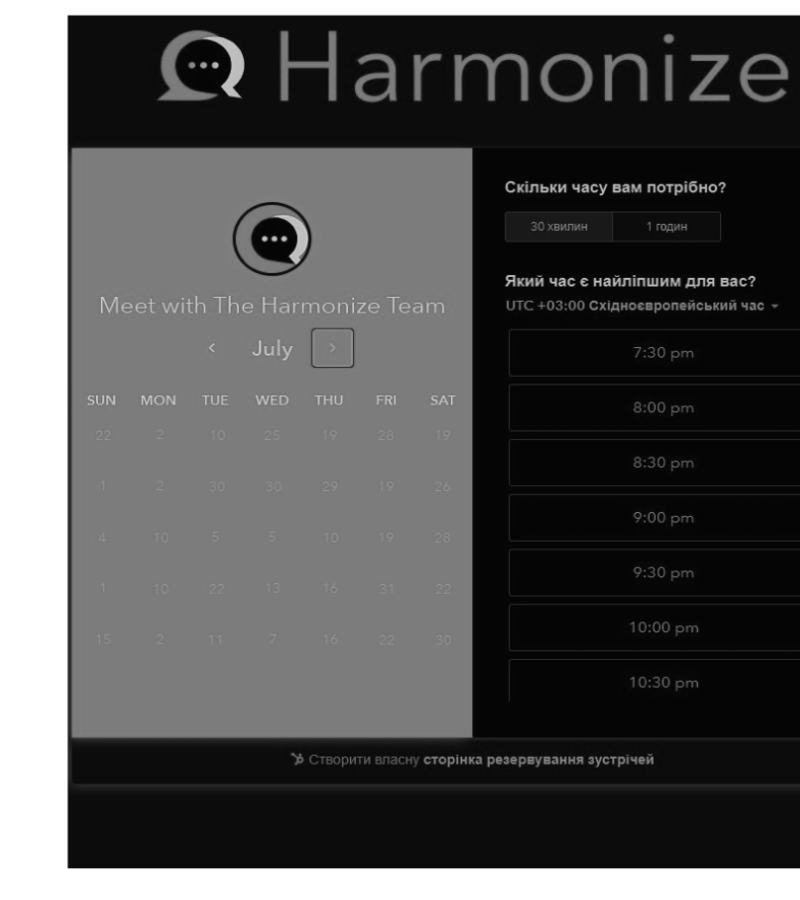 Harmonize
Meet with The Harmonize Team
July
SUN MON TUE WED THU FRI SAT
22 2 10 25 19 28 19
1 2 30 30 29 19 26
4 10 5 5 10 19 28
1 10 22 13 16 31 22
15 2 11 7 16 22 30
Скільки часу вам потрібно?
30 хвилин 1 годин
Який час є найліпшим для вас?
UTC +03:00 Східноєвропейський час
7:30 pm
8:00 pm
8:30 pm
9:00 pm
9:30 pm
10:00 pm
10:30 pm
Створити власну сторінка резервування зустрічей